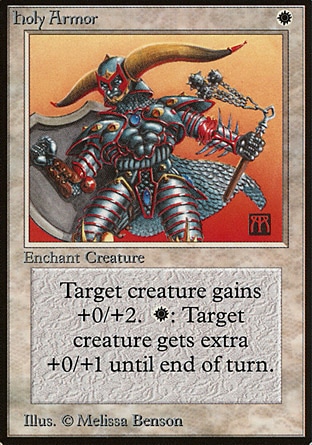 Holy Armor
Enchant Creature
Target creature gains
+0/+2. : Target
creature gets extra
+0/+1 until end of turn.
Illus. © Melissa Benson